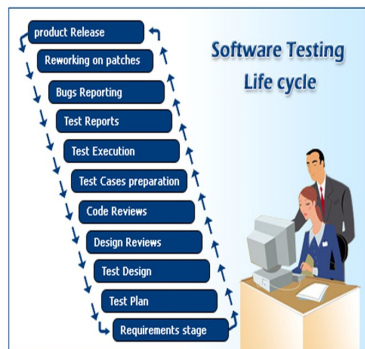 product Release
Software Testing
Life cycle
Reworking on patches
Bugs Reporting
Test Reports
Test Execution
Test Cases preparation
Code Reviews
Design Reviews
Test Design
Test Plan
Requirements stage